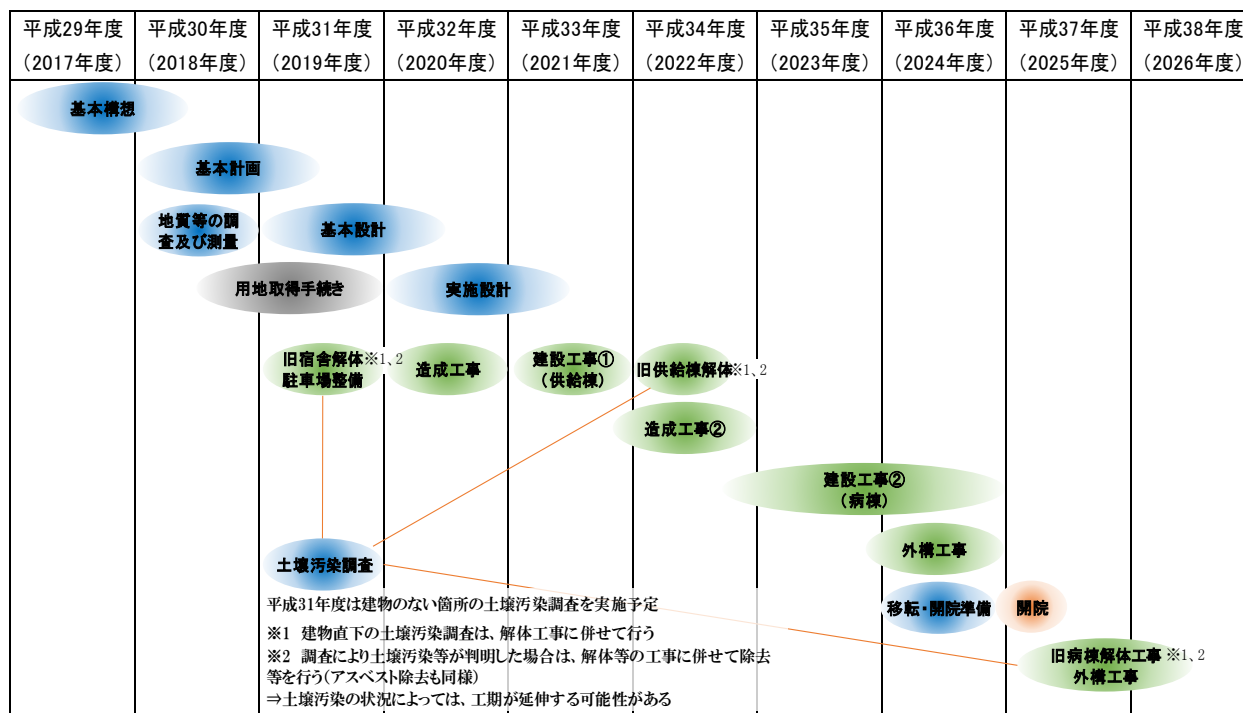 平成29年度 平成30年度 平成31年度 平成32年度 平成33年度 平成34年度 平成35年度 平成36年度 平成37年度 平成38年度
（2017年度） （2018年度） （2019年度） （2020年度） （2021年度） （2022年度） （2023年度） （2024年度） （2025年度） （2026年度）
基本構想
基本計画
地質等の調
査及び測量
基本設計
用地取得手続き
実施設計
旧宿舎解体※1、2
駐車場整備
造成工事
建設工事①
（供給棟）
旧供給棟解体※1、2
造成工事②
建設工事②
（病棟）
外構工事
土壌汚染調査
移転・開院準備
開院
平成31年度は建物のない箇所の土壌汚染調査を実施予定
※1 建物直下の土壌汚染調査は、解体工事に併せて行う
※2 調査により土壌汚染等が判明した場合は、解体等の工事に併せて除去
等を行う(アスベスト除去も同様)
⇒土壌汚染の状況によっては、工期が延伸する可能性がある
旧病棟解体工事 ※1、2
外構工事